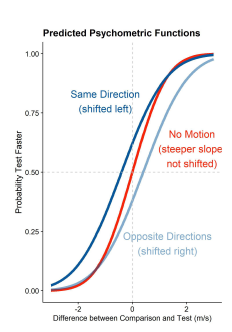 Predicted Psychometric Functions
1.00
Same Direction
(shifted left)
0.75
No Motion
(steeper slope
not shifted)
0.50
Opposite Directions
(shifted right)
0.25
0.00
Probability Test Faster
-2
0
2
Difference between Comparison and Test (m/s)